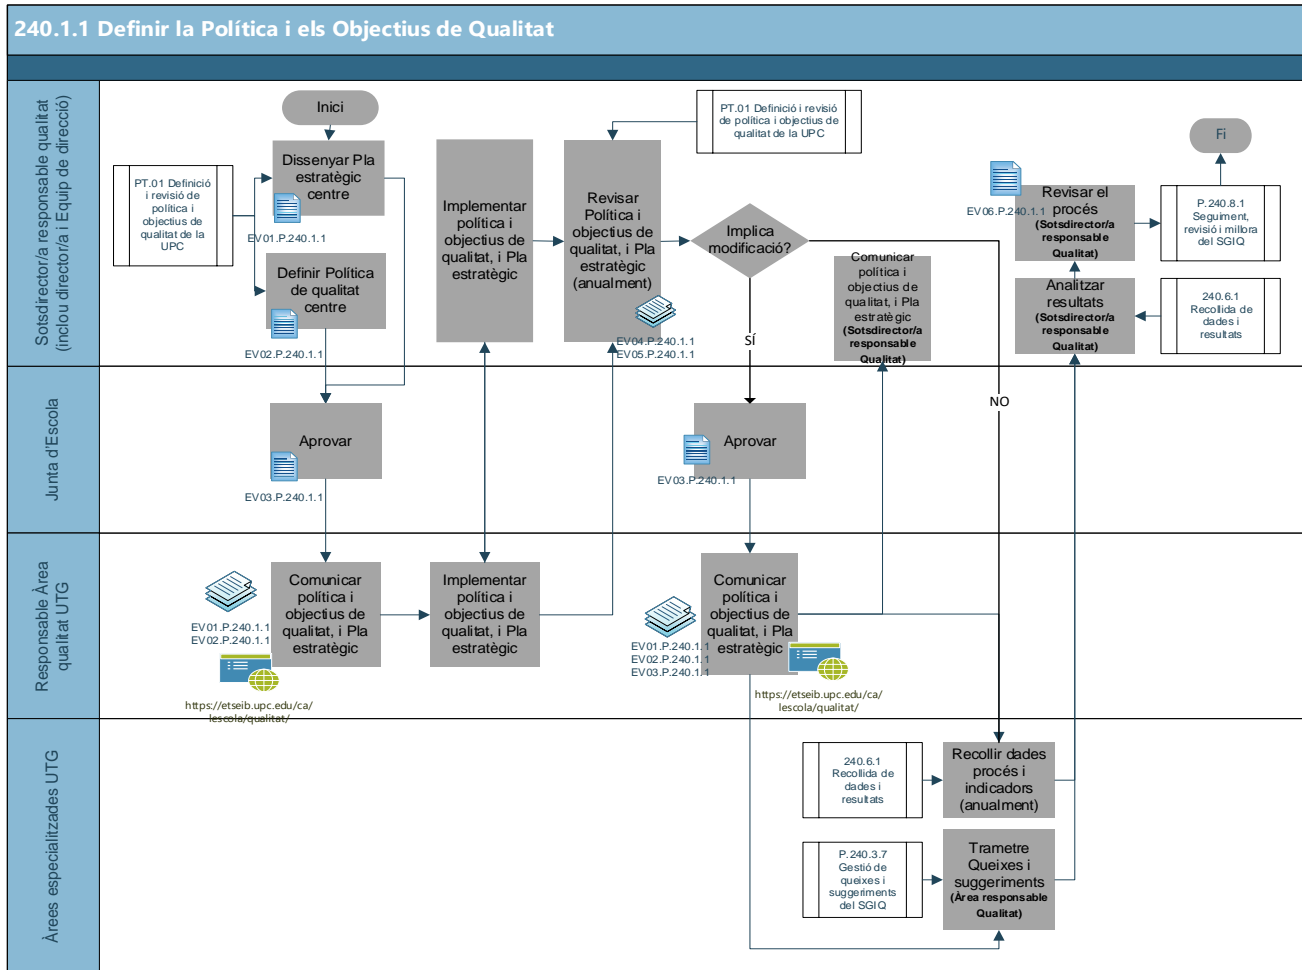 240.1.1 Definir la Política i els Objectius de Qualitat
Sotsdirector/a responsable qualitat
(inclou director/a i Equip de direcció)
Inici
Dissenyar Pla
estratègic
centre
EV01.P.240.1.1
PT.01 Definició
i revisió de
política i
objectius de
qualitat de la
UPC
Definir Política
de qualitat
centre
EV02.P.240.1.1
Implementar
política i
objectius de
qualitat, i Pla
estratègic
Revisar
Política i
objectius de
qualitat, i Pla
estratègic
(anualment)
EV04.P.240.1.1
EV05.P.240.1.1
PT.01 Definició i revisió
de política i objectius de
qualitat de la UPC
Implica
modificació?
SÍ
NO
Comunicar
política i
objectius de
qualitat, i Pla
estratègic
(Sotsdirector/a
responsable
Qualitat)
EV06.P.240.1.1
Revisar el
procés
(Sotsdirector/a
responsable
Qualitat)
Analitzar
resultats
(Sotsdirector/a
responsable
Qualitat)
Fi
P.240.8.1
Seguiment,
revisió i millora
del SGIQ
240.6.1
Recollida de
dades i
resultats
Junta d'Escola
Aprovar
EV03.P.240.1.1
Aprovar
EV03.P.240.1.1
Responsable Àrea
qualitat UTG
EV01.P.240.1.1
EV02.P.240.1.1
https://etseib.upc.edu/ca/
lescola/qualitat/
Comunicar
política i
objectius de
qualitat, i Pla
estratègic
Implementar
política i
objectius de
qualitat, i Pla
estratègic
EV01.P.240.1.1
EV02.P.240.1.1
EV03.P.240.1.1
Comunicar
política i
objectius de
qualitat, i Pla
estratègic
https://etseib.upc.edu/ca/
lescola/qualitat/
Àrees especialitzades UTG
240.6.1
Recollida de
dades i
resultats
Recollir dades
procés i
indicadors
(anualment)
P.240.3.7
Gestió de
queixes i
suggeriments
del SGIQ
Trametre
Queixes i
suggeriments
(Àrea responsable
Qualitat)